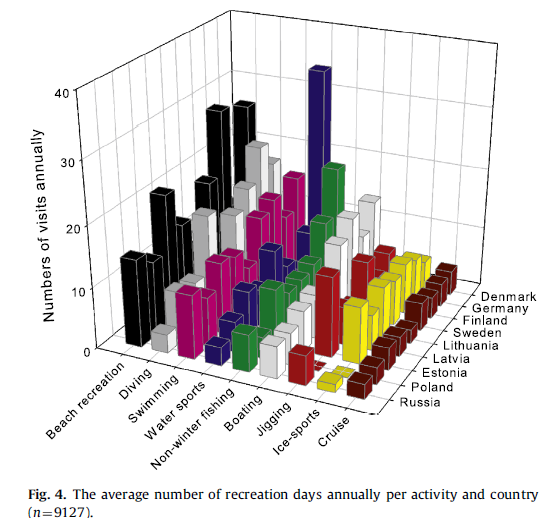 40
30
20
10
0
Numbers of visits annually
Beach recreation
Diving
Swimming
Water sports
Non-winter fishing
Boating
Jigging
Ice-sports
Cruise
Denmark
Germany
Finland
Sweden
Lithuania
Latvia
Estonia
Poland
Russia
Fig. 4. The average number of recreation days annually per activity and country
(n=9127).